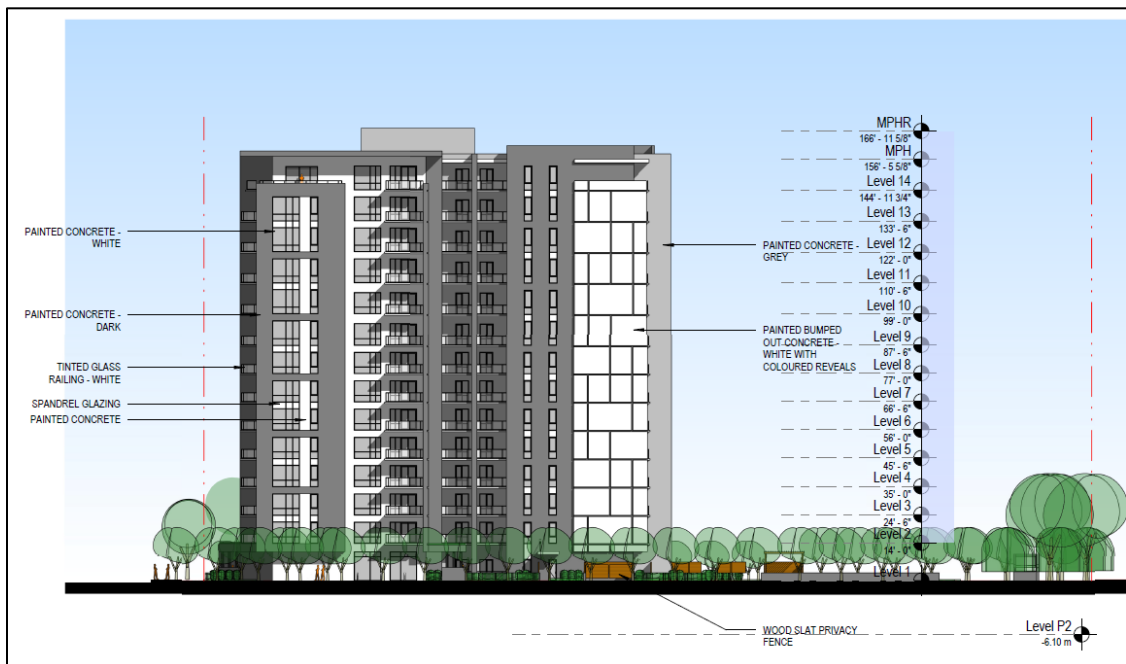 PAINTED CONCRETE -
WHITE
PAINTED CONCRETE -
DARK
TINTED GLASS
RAILING - WHITE
SPANDREL GLAZING
PAINTED CONCRETE
PAINTED CONCRETE -
GREY
PAINTED BUMPED
OUT CONCRETE -
WHITE WITH
COLOURED REVEALS
WOOD SLAT PRIVACY
FENCE
MPHR
166' - 11 5/8"
MPH
156' - 5 5/8"
Level 14
144' - 11 3/4"
Level 13
133' - 6"
Level 12
122' - 0"
Level 11
110' - 6"
Level 10
99' - 0"
Level 9
87' - 6"
Level 8
77' - 0"
Level 7
66' - 6"
Level 6
56' - 0"
Level 5
45' - 6"
Level 4
35' - 0"
Level 3
24' - 6"
Level 2
14' - 0"
Level 1
Level P2
-6.10 m